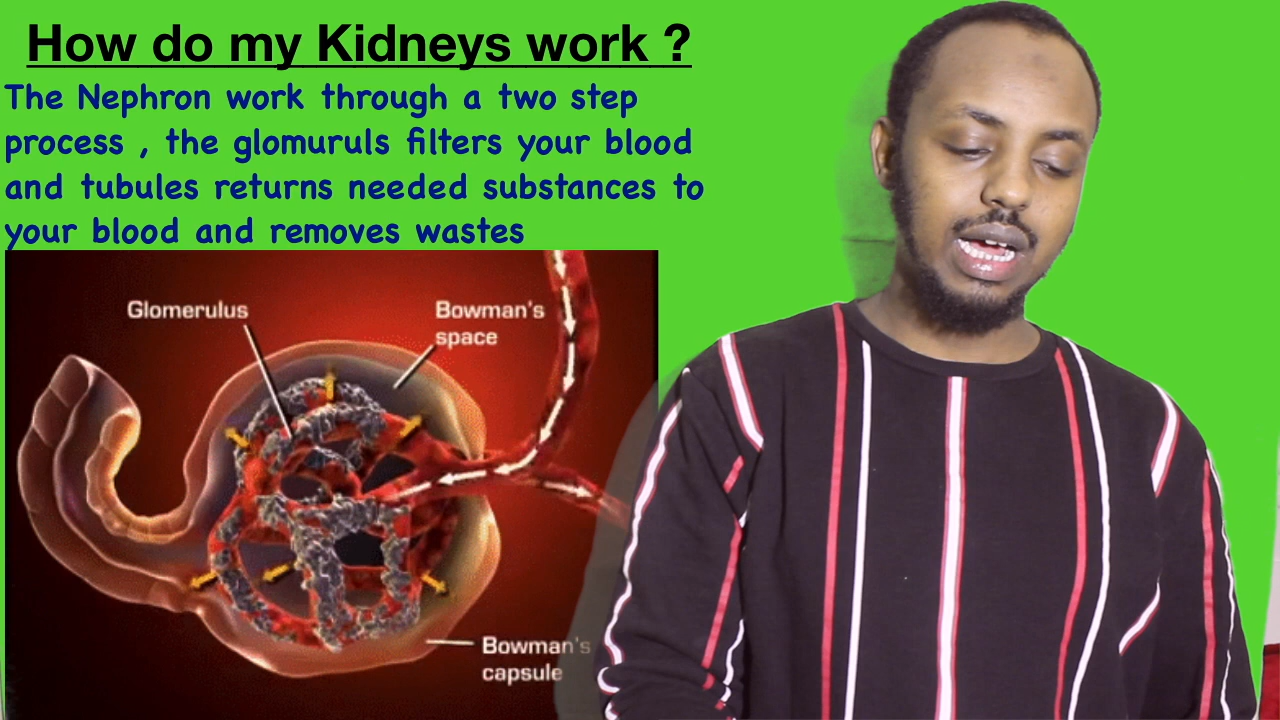 How do my Kidneys work ?
The Nephron work through a two step
process , the glomuruls filters your blood
and tubules returns needed substances to
your blood and removes wastes
Glomerulus
Bowman's
space
Bowman's
capsule